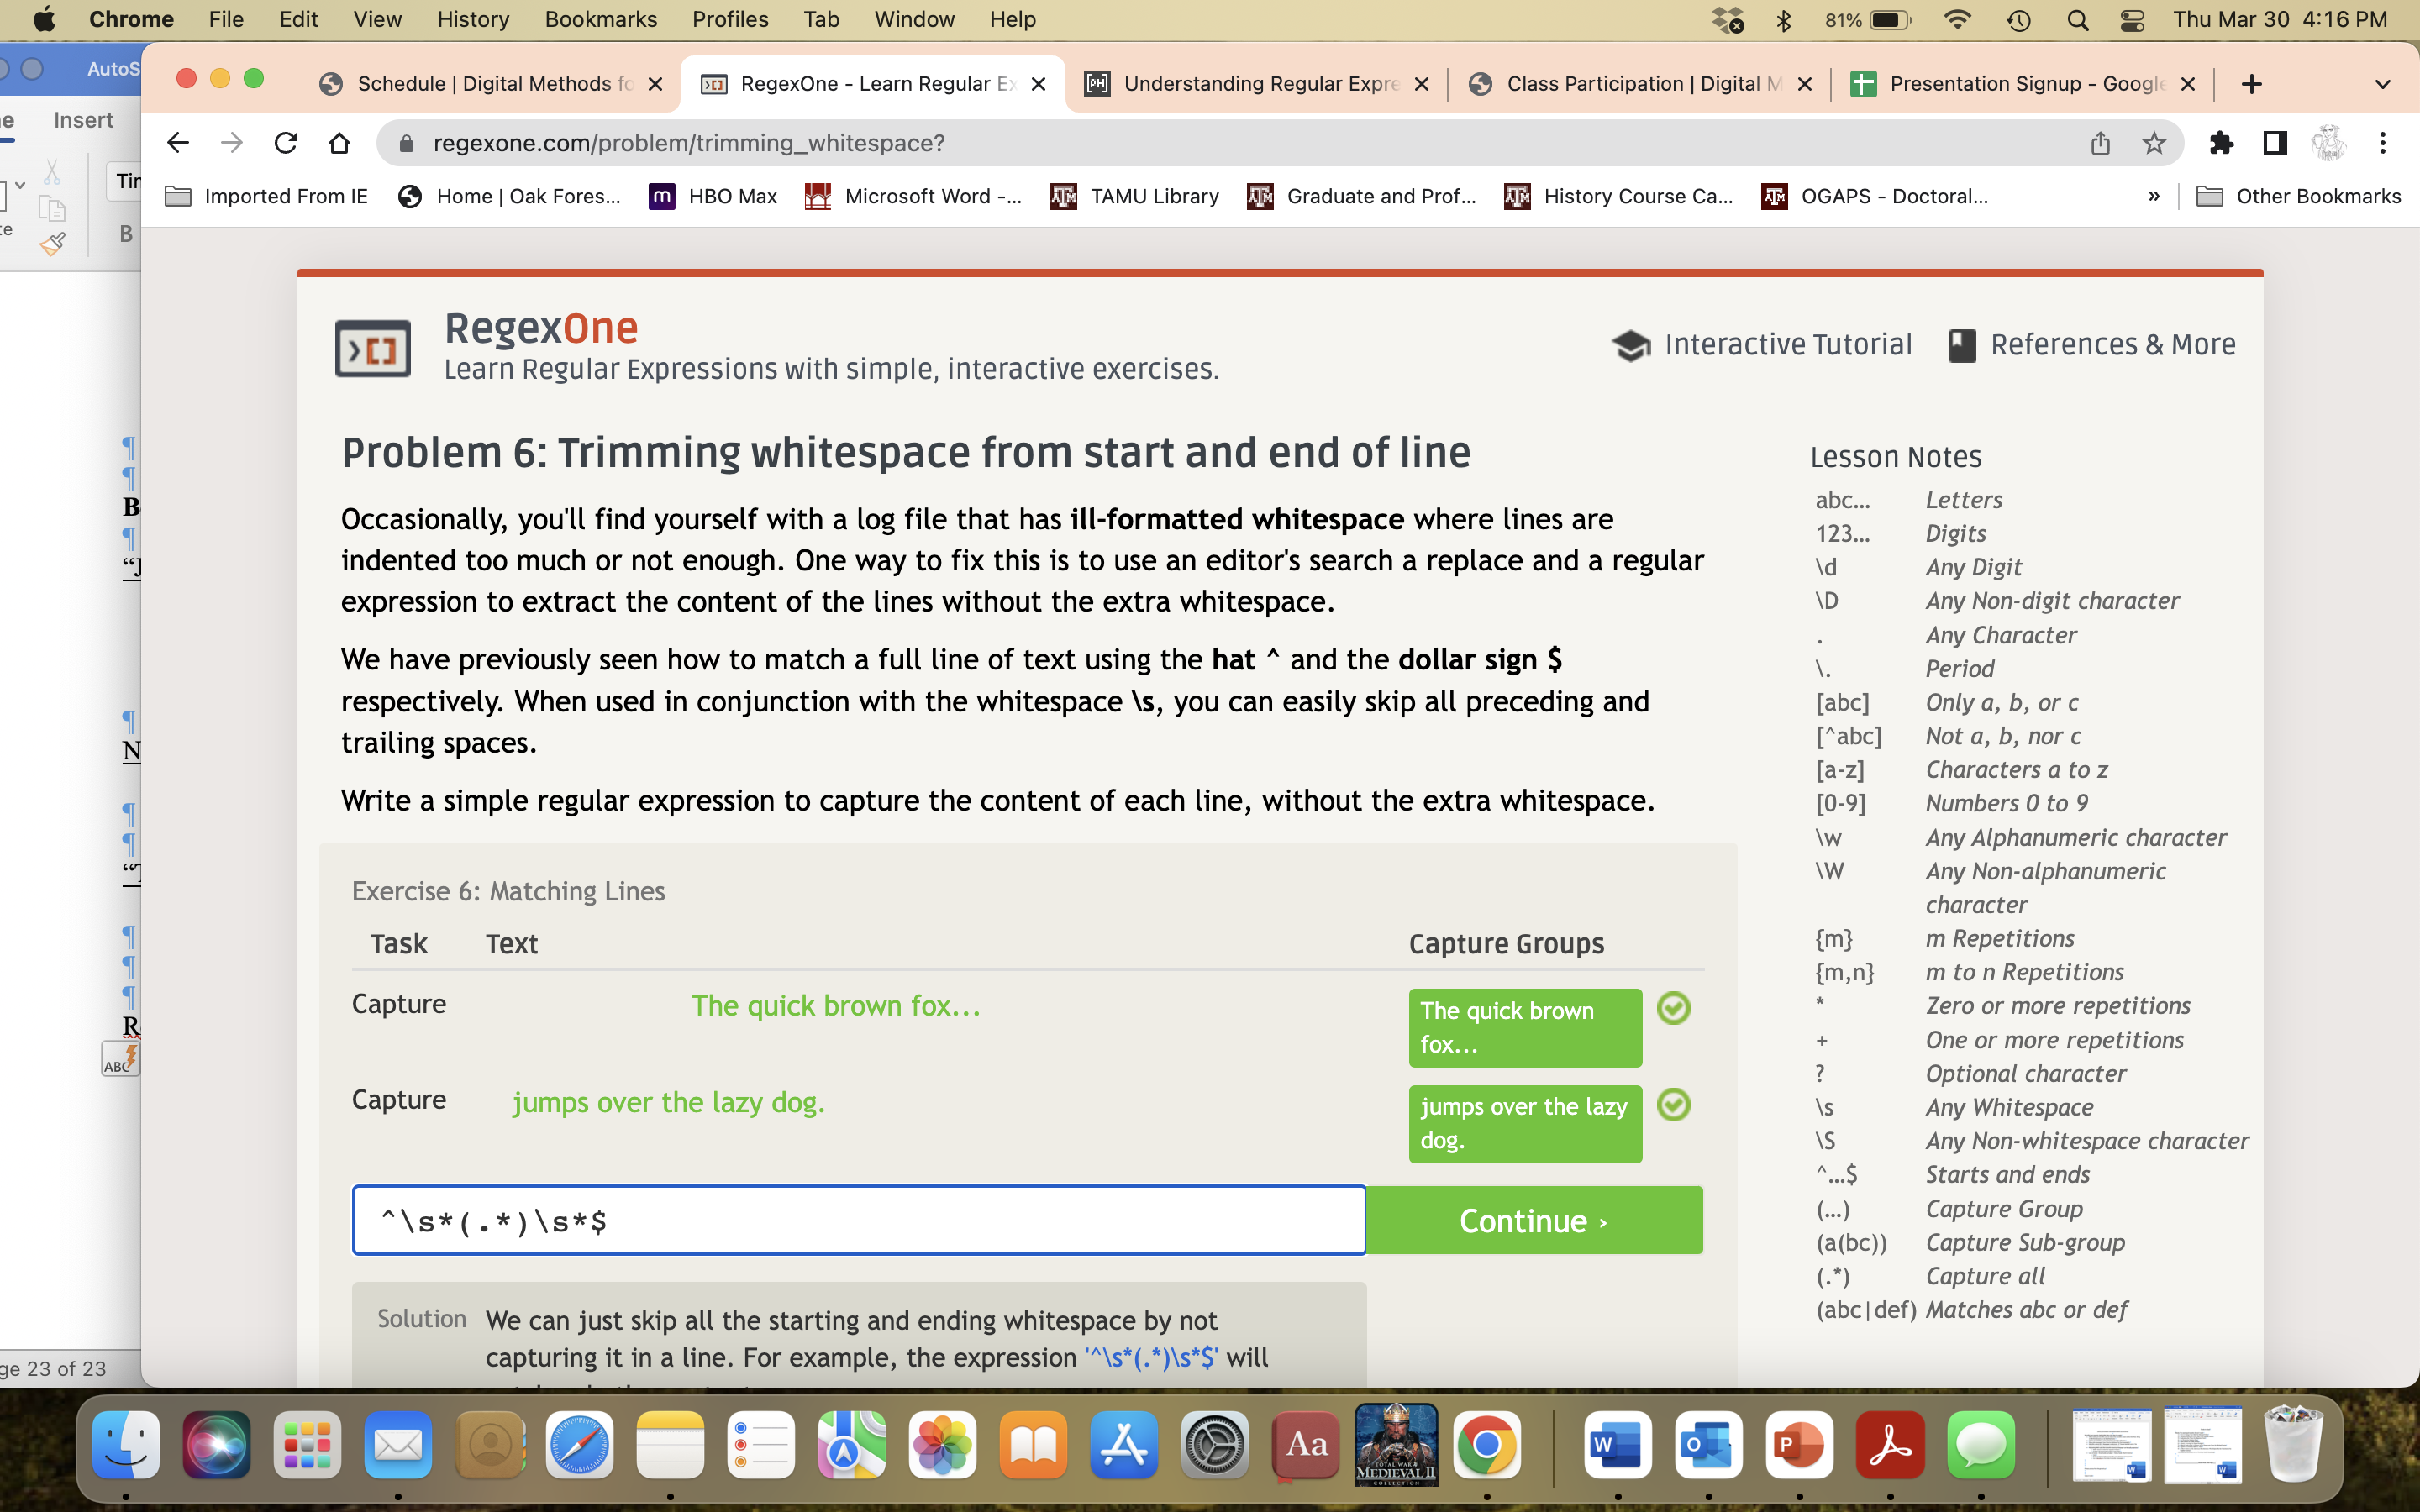 Chrome File Edit View History Bookmarks Profiles Tab Window Help 81% Thu Mar 30 4:16 PM
AutoS
Schedule | Digital Methods fo
RegexOne - Learn Regular Ex
Understanding Regular Expre
Class Participation | Digital M
Presentation Signup - Google
Insert
regexone.com/problem/trimming_whitespace?
Imported From IE
Home | Oak Fores...
HBO Max
Microsoft Word -...
TAMU Library
Graduate and Prof...
History Course Ca...
OGAPS - Doctoral...
»
Other Bookmarks
RegexOne
Learn Regular Expressions with simple, interactive exercises.
Interactive Tutorial
References & More
Problem 6: Trimming whitespace from start and end of line
Occasionally, you'll find yourself with a log file that has ill-formatted whitespace where lines are
indented too much or not enough. One way to fix this is to use an editor's search a replace and a regular
expression to extract the content of the lines without the extra whitespace.
We have previously seen how to match a full line of text using the hat ^ and the dollar sign $
respectively. When used in conjunction with the whitespace \s, you can easily skip all preceding and
trailing spaces.
Write a simple regular expression to capture the content of each line, without the extra whitespace.
Exercise 6: Matching Lines
Task Text Capture Groups
Capture The quick brown fox... The quick brown
fox...
Capture jumps over the lazy dog. jumps over the lazy
dog.
^\s*(.*)\s*$
Continue ›
Solution We can just skip all the starting and ending whitespace by not
capturing it in a line. For example, the expression '^\s*(.*)\s*$' will
Lesson Notes
abc... Letters
123... Digits
\d Any Digit
\D Any Non-digit character
. Any Character
\. Period
[abc] Only a, b, or c
[^abc] Not a, b, nor c
[a-z] Characters a to z
[0-9] Numbers 0 to 9
\w Any Alphanumeric character
\W Any Non-alphanumeric
character
{m} m Repetitions
{m,n} m to n Repetitions
* Zero or more repetitions
+ One or more repetitions
? Optional character
\s Any Whitespace
\S Any Non-whitespace character
^...$ Starts and ends
(...) Capture Group
(a(bc)) Capture Sub-group
(.*) Capture all
(abc|def) Matches abc or def
ABC
ge 23 of 23
Aa
TOTAL WAR
MEDIEVAL II
COLLECTION